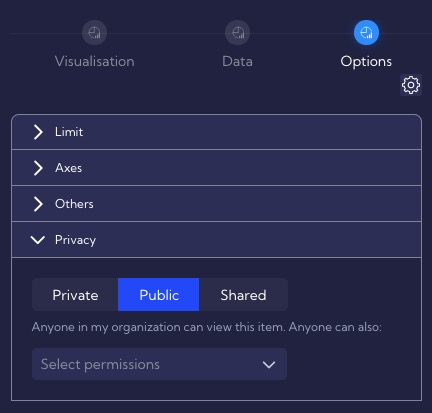 Visualisation
Data
Options
Limit
Axes
Others
Privacy
Private
Public
Shared
Anyone in my organization can view this item. Anyone can also:
Select permissions